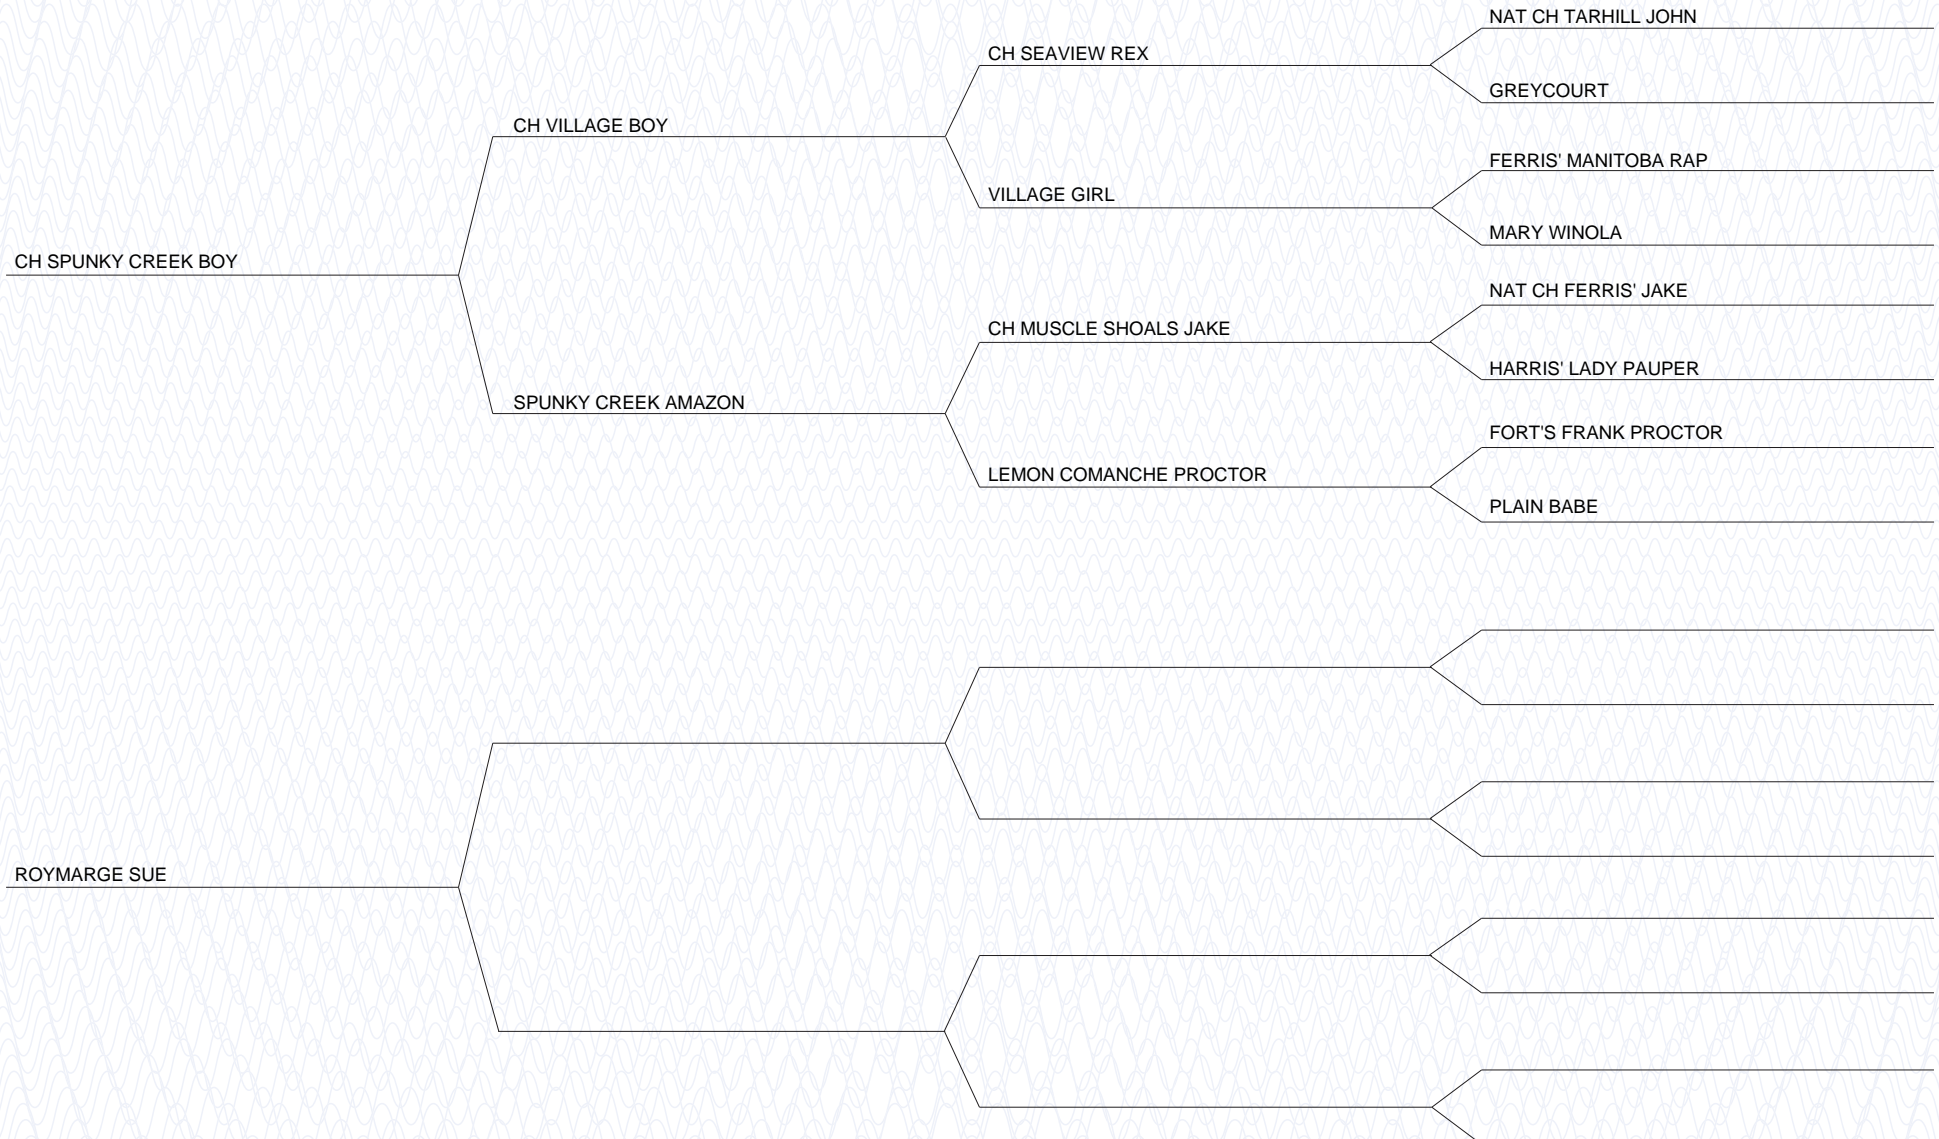 NAT CH TARHILL JOHN
CH SEAVIEW REX
GREYCOURT
CH VILLAGE BOY
FERRIS' MANITOBA RAP
VILLAGE GIRL
MARY WINOLA
CH SPUNKY CREEK BOY
NAT CH FERRIS' JAKE
CH MUSCLE SHOALS JAKE
HARRIS' LADY PAUPER
SPUNKY CREEK AMAZON
FORT'S FRANK PROCTOR
LEMON COMANCHE PROCTOR
PLAIN BABE
ROYMARGE SUE